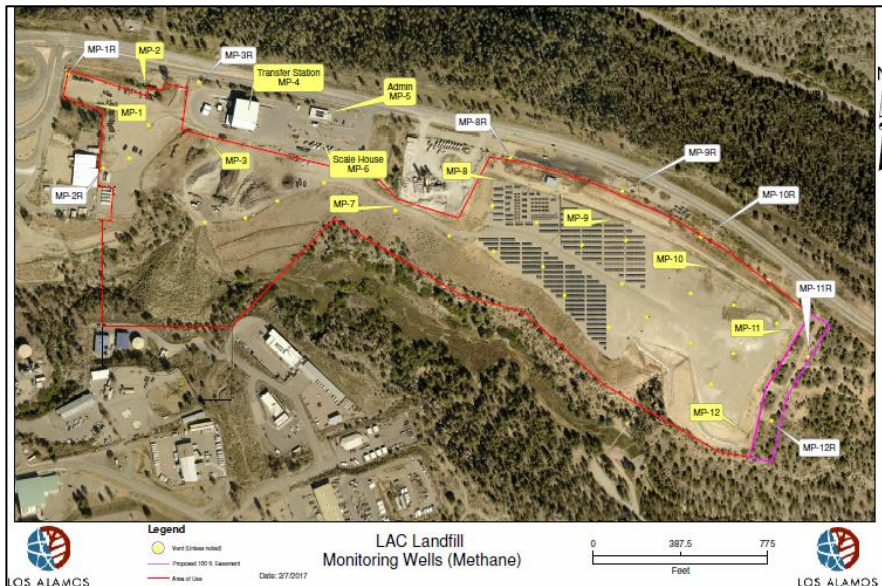 MP-1R
MP-2
MP-3R
Transfer Station
MP-4
Admin
MP-5
MP-1
MP-8R
MP-3
Scale House
MP-6
MP-8
MP-9R
MP-2R
MP-7
MP-9
MP-10R
MP-10
MP-11R
MP-11
MP-12
MP-12R
Legend
Vent (Unless noted)
Proposed 100 ft. Easement
Area of Use
Date: 2/7/2017
LAC Landfill
Monitoring Wells (Methane)
0 387.5 775
Feet
LOS ALAMOS
LOS ALAMOS